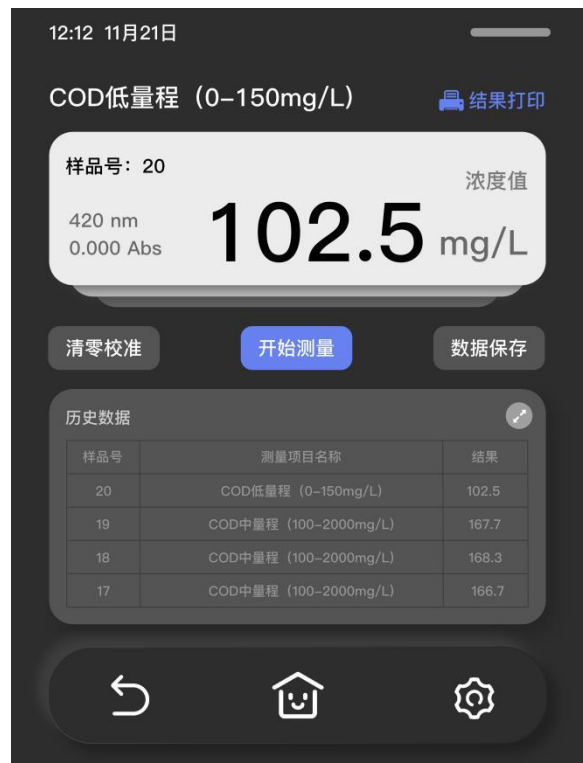 12:12 11月21日
COD低量程（0–150mg/L）
结果打印
样品号：20
浓度值
420 nm
0.000 Abs
102.5 mg/L
清零校准 开始测量 数据保存
历史数据
样品号 测量项目名称 结果
20 COD低量程（0–150mg/L） 102.5
19 COD中量程（100–2000mg/L） 167.7
18 COD中量程（100–2000mg/L） 168.3
17 COD中量程（100–2000mg/L） 166.7